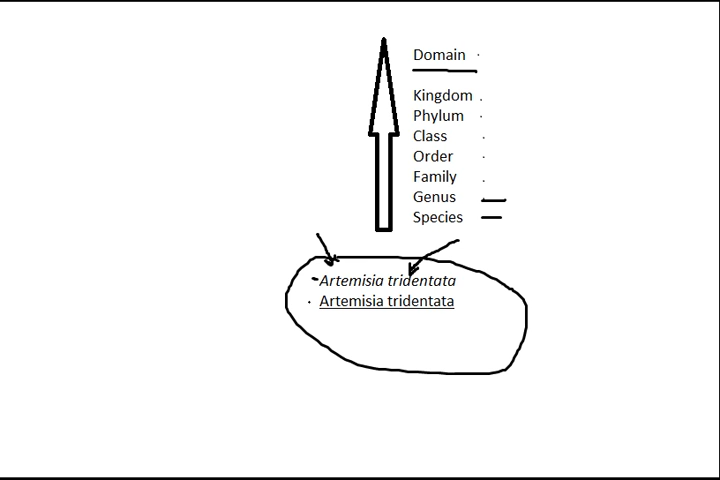 Domain
Kingdom
Phylum
Class
Order
Family
Genus
Species
Artemisia tridentata
Artemisia tridentata